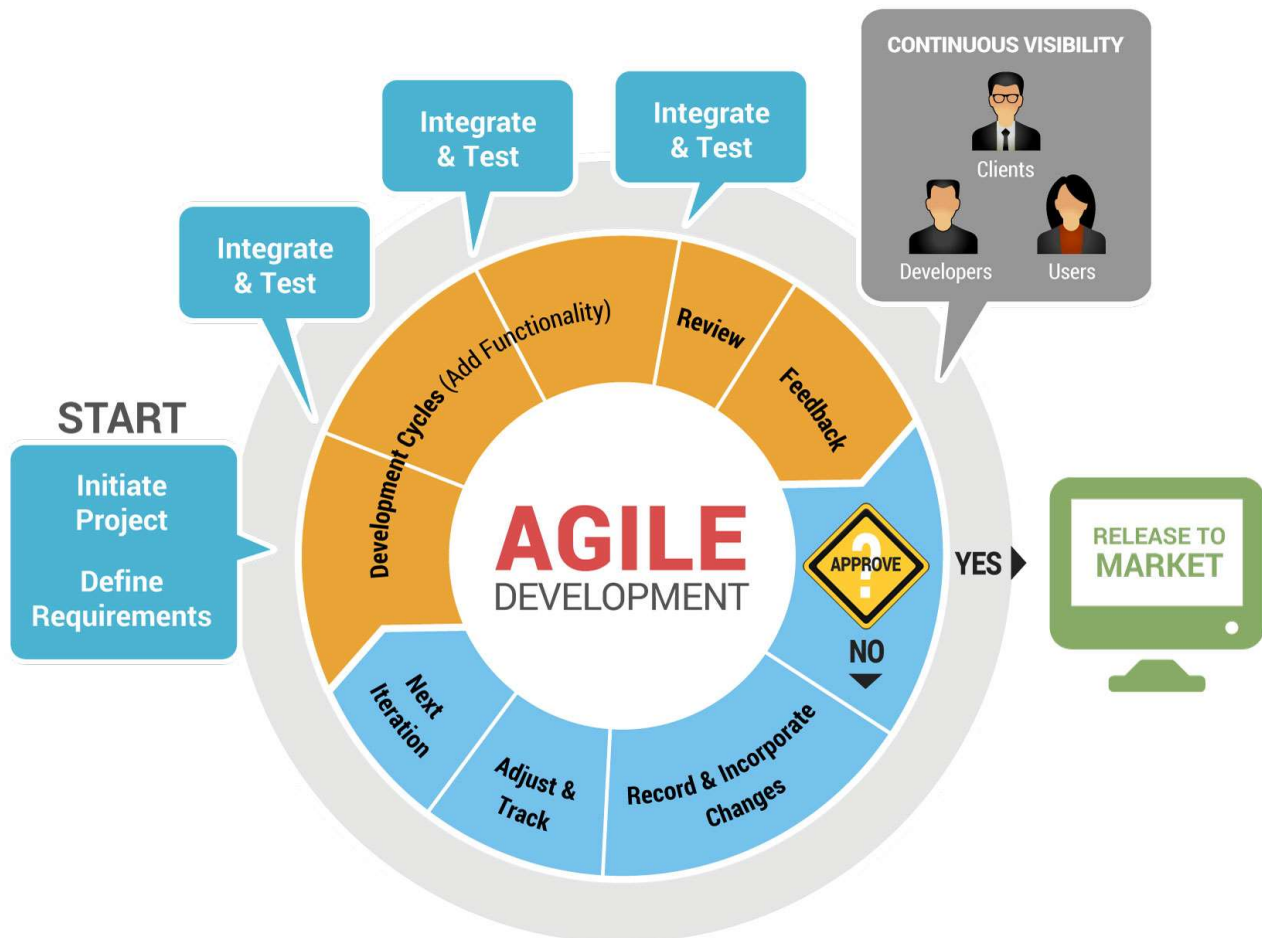 START
Initiate
Project
Define
Requirements
Integrate
& Test
Integrate
& Test
Integrate
& Test
CONTINUOUS VISIBILITY
Clients
Developers
Users
Development Cycles (Add Functionality)
Review
Feedback
?
APPROVE
YES
NO
RELEASE TO
MARKET
Record & Incorporate
Changes
Adjust &
Track
Next
Iteration
AGILE
DEVELOPMENT